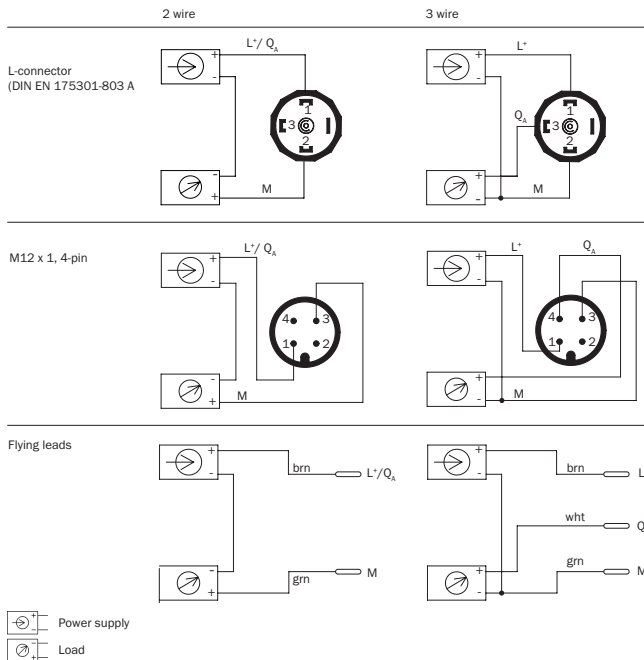 2 wire 3 wire
L-connector
(DIN EN 175301-803 A
+ - L⁺/ Q_A 1 3 2 - + M
+ - L⁺ Q_A 1 3 2 + - M
M12 x 1, 4-pin
+ - L⁺/ Q_A 4 3 1 2 - + M
+ - L⁺ Q_A 4 3 1 2 + - M
Flying leads
+ - brn L⁺/Q_A - + grn M
+ - brn L wht Q + - grn M
+ - Power supply
+ - Load